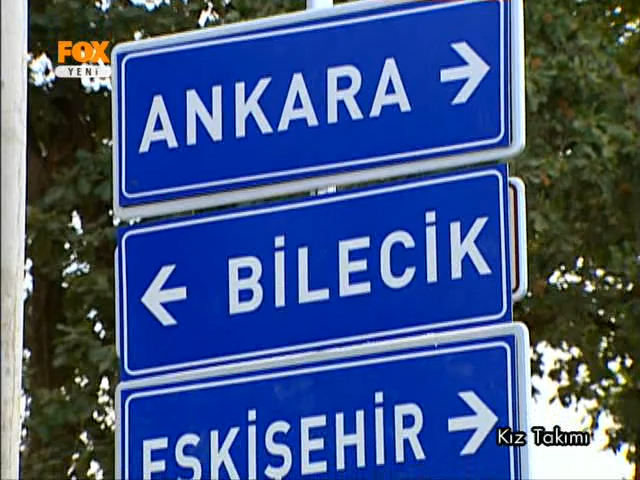 FOX
YENİ
ANKARA →
← BİLECİK
ESKİŞEHİR →
Kız Takımı